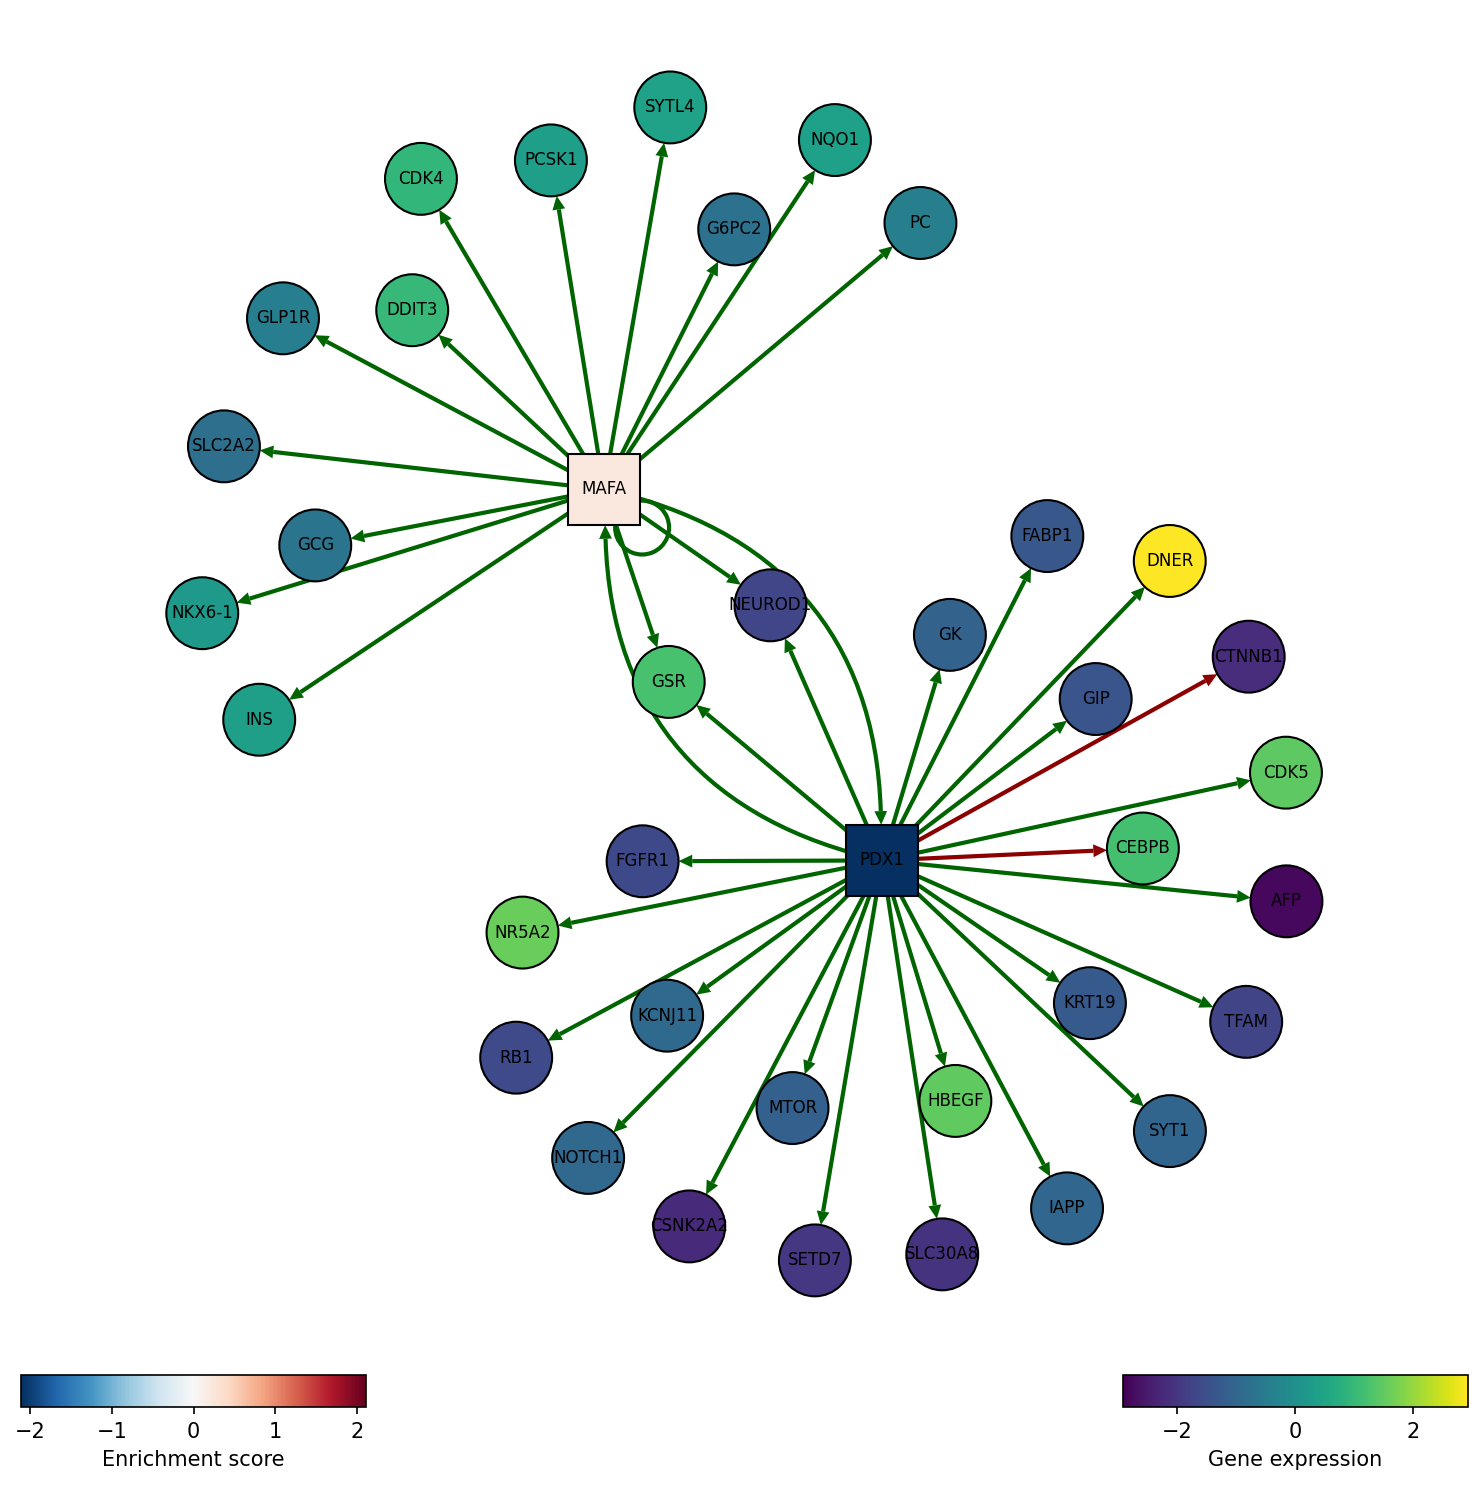 SYTL4
NQO1
PCSK1
CDK4
G6PC2
PC
DDIT3
GLP1R
SLC2A2
MAFA
FABP1
GCG
DNER
NEUROD1
NKX6-1
GK
CTNNB1
GSR
GIP
INS
CDK5
CEBPB
PDX1
FGFR1
AFP
NR5A2
KRT19
KCNJ11
TFAM
RB1
HBEGF
MTOR
SYT1
NOTCH1
IAPP
CSNK2A2
SLC30A8
SETD7
−2 −1 0 1 2
Enrichment score
−2 0 2
Gene expression